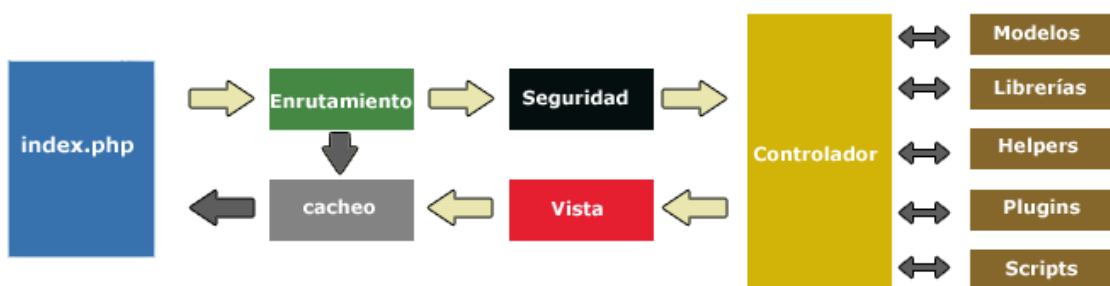 index.php
Enrutamiento
Seguridad
cacheo
Vista
Controlador
Modelos
Librerías
Helpers
Plugins
Scripts